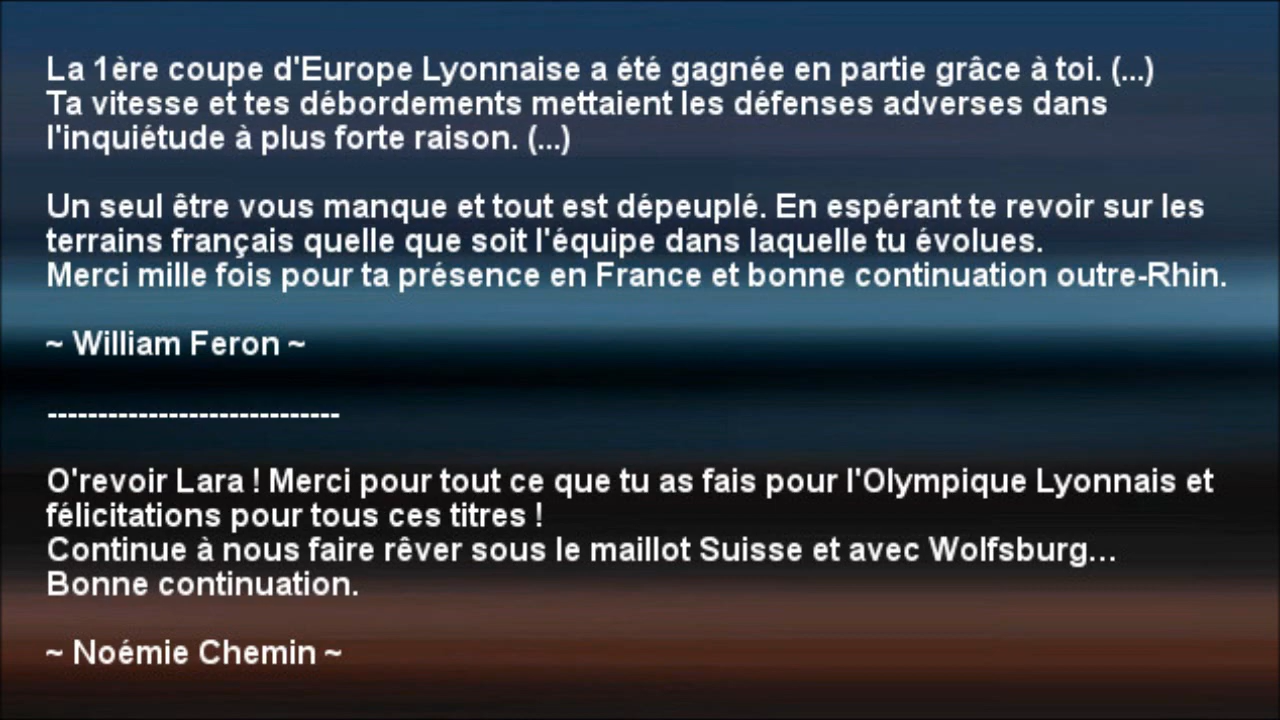 La 1ère coupe d'Europe Lyonnaise a été gagnée en partie grâce à toi. (...)
Ta vitesse et tes débordements mettaient les défenses adverses dans
l'inquiétude à plus forte raison. (...)
Un seul être vous manque et tout est dépeuplé. En espérant te revoir sur les
terrains français quelle que soit l'équipe dans laquelle tu évolues.
Merci mille fois pour ta présence en France et bonne continuation outre-Rhin.
~ William Feron ~
-----------------------------
O'revoir Lara ! Merci pour tout ce que tu as fais pour l'Olympique Lyonnais et
félicitations pour tous ces titres !
Continue à nous faire rêver sous le maillot Suisse et avec Wolfsburg...
Bonne continuation.
~ Noémie Chemin ~